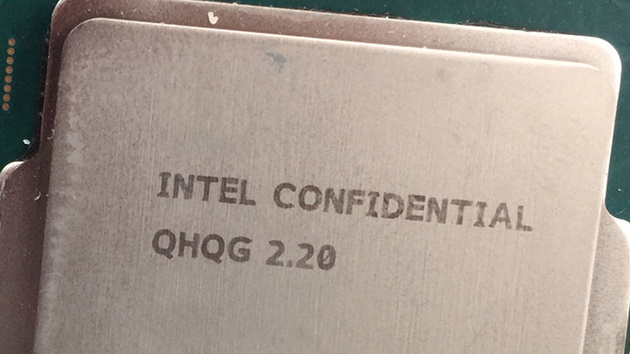 INTEL CONFIDENTIAL
QHQG 2.20